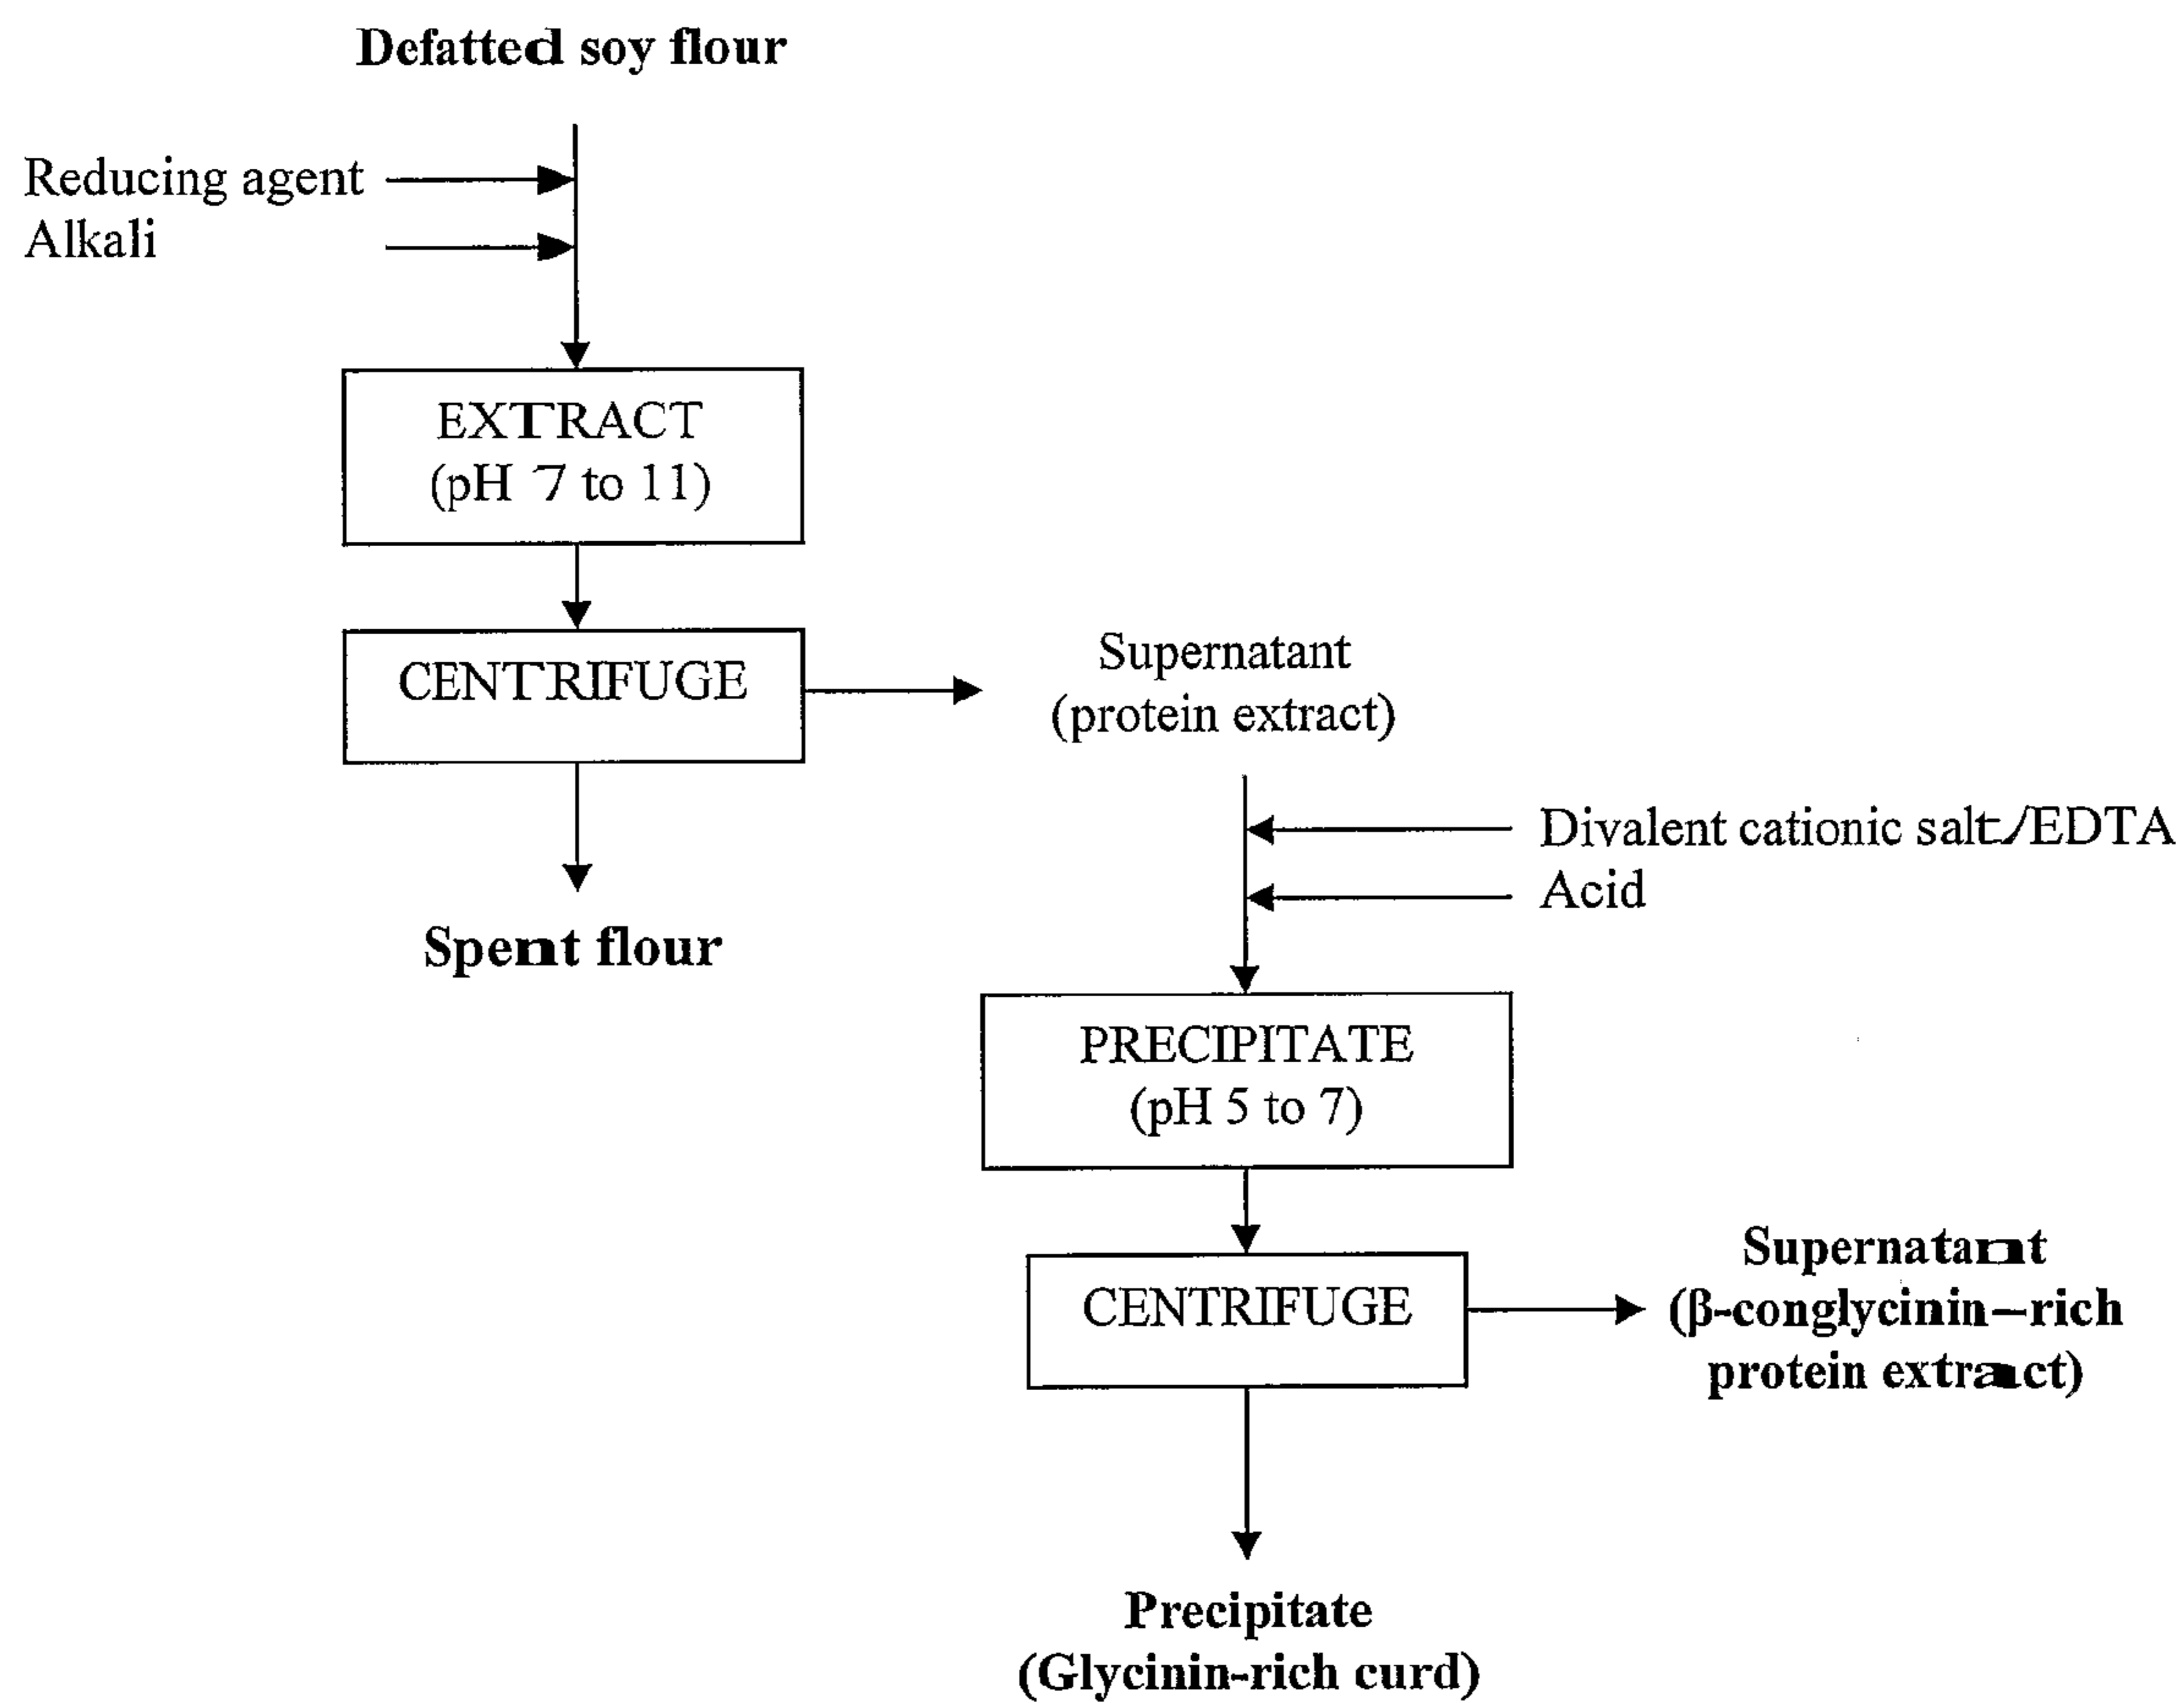 Defatted soy flour
Reducing agent
Alkali
EXTRACT
(pH 7 to 11)
CENTRIFUGE
Supernatant
(protein extract)
Divalent cationic salt/EDTA
Acid
Spent flour
PRECIPITATE
(pH 5 to 7)
CENTRIFUGE
Supernatant
(β-conglycinin–rich
protein extract)
Precipitate
(Glycinin-rich curd)